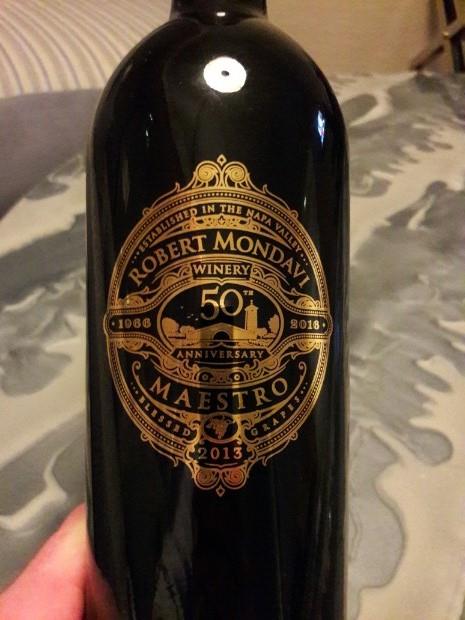 ESTABLISHED IN THE NAPA VALLEY
ROBERT MONDAVI
WINERY
50TH
1966 2016
ANNIVERSARY
MAESTRO
BLESSED GRAPES
2013